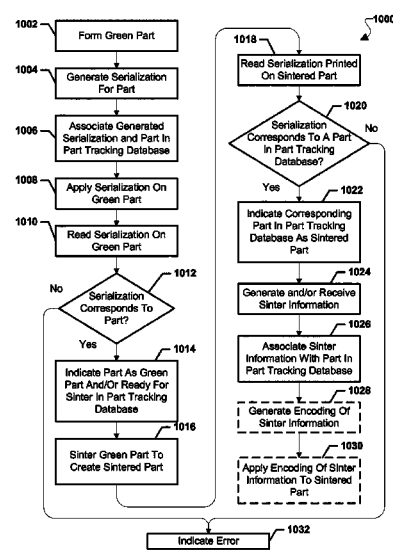 1000
1002
Form Green Part
1004
Generate Serialization
For Part
1006
Associate Generated
Serialization and Part In
Part Tracking Database
1008
Apply Serialization On
Green Part
1010
Read Serialization On
Green Part
1012
No
Serialization
Corresponds To
Part?
Yes
1014
Indicate Part As Green
Part And/Or Ready For
Sinter In Part Tracking
Database
1016
Sinter Green Part To
Create Sintered Part
1018
Read Serialization Printed
On Sintered Part
1020
Serialization
Corresponds To A Part
In Part Tracking
Database?
No
Yes
1022
Indicate Corresponding
Part In Part Tracking
Database As Sintered
Part
1024
Generate and/or Receive
Sinter Information
1026
Associate Sinter
Information With Part In
Part Tracking Database
1028
Generate Encoding Of
Sinter Information
1030
Apply Encoding Of Sinter
Information To Sintered
Part
1032
Indicate Error